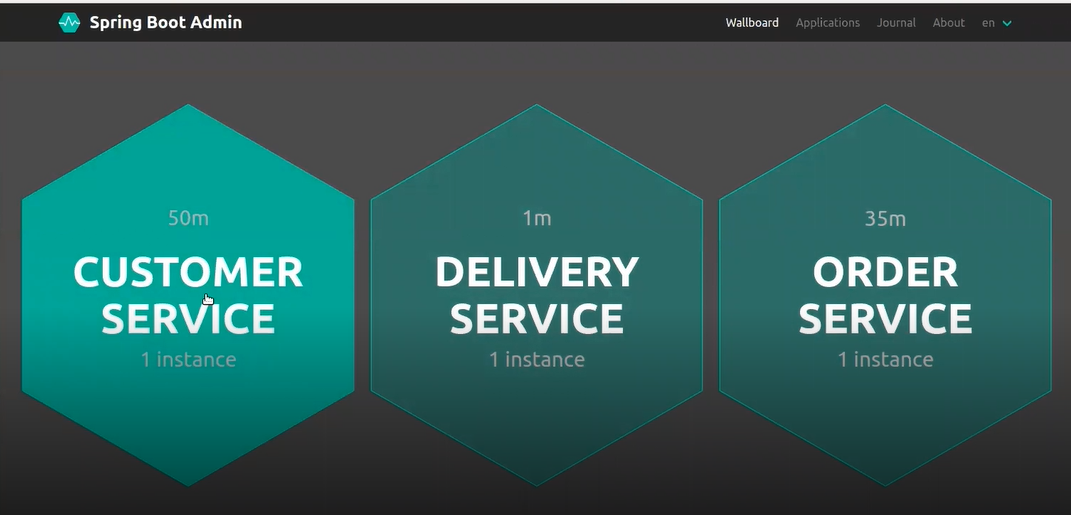 Spring Boot Admin
Wallboard Applications Journal About en
50m
CUSTOMER
SERVICE
1 instance
1m
DELIVERY
SERVICE
1 instance
35m
ORDER
SERVICE
1 instance